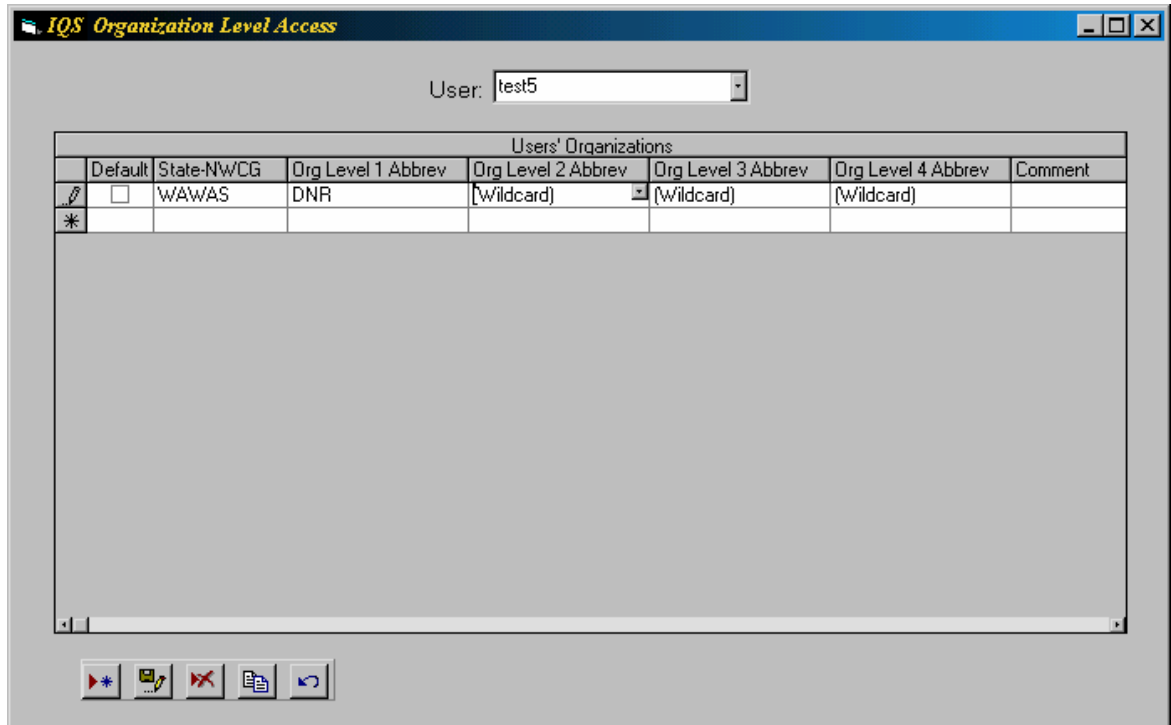 IQS Organization Level Access
User: test5
Users' Organizations
Default State-NWCG Org Level 1 Abbrev Org Level 2 Abbrev Org Level 3 Abbrev Org Level 4 Abbrev Comment
WAWAS DNR (Wildcard) (Wildcard) (Wildcard)